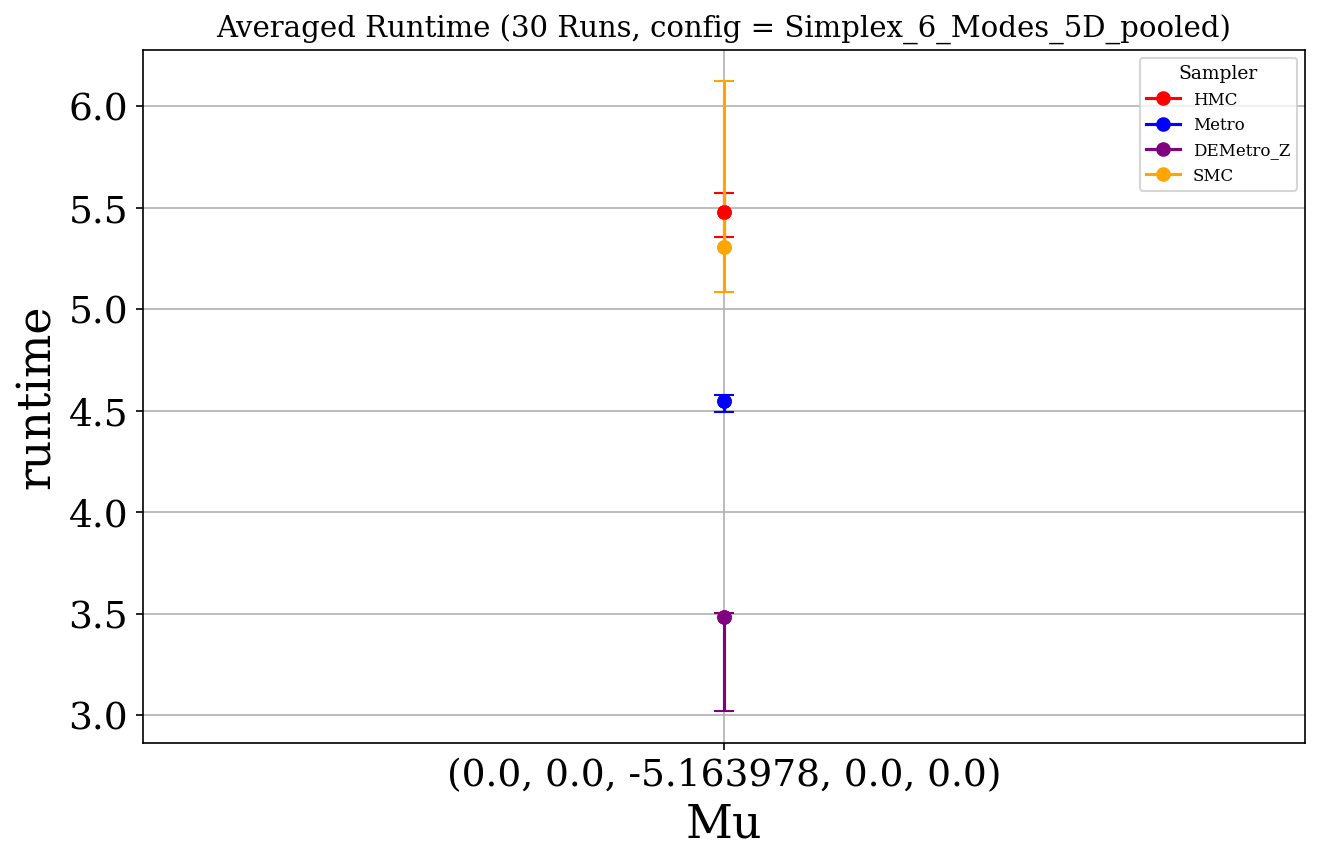 Averaged Runtime (30 Runs, config = Simplex_6_Modes_5D_pooled)
Sampler
HMC
Metro
DEMetro_Z
SMC
6.0
5.5
5.0
4.5
4.0
3.5
3.0
runtime
(0.0, 0.0, -5.163978, 0.0, 0.0)
Mu